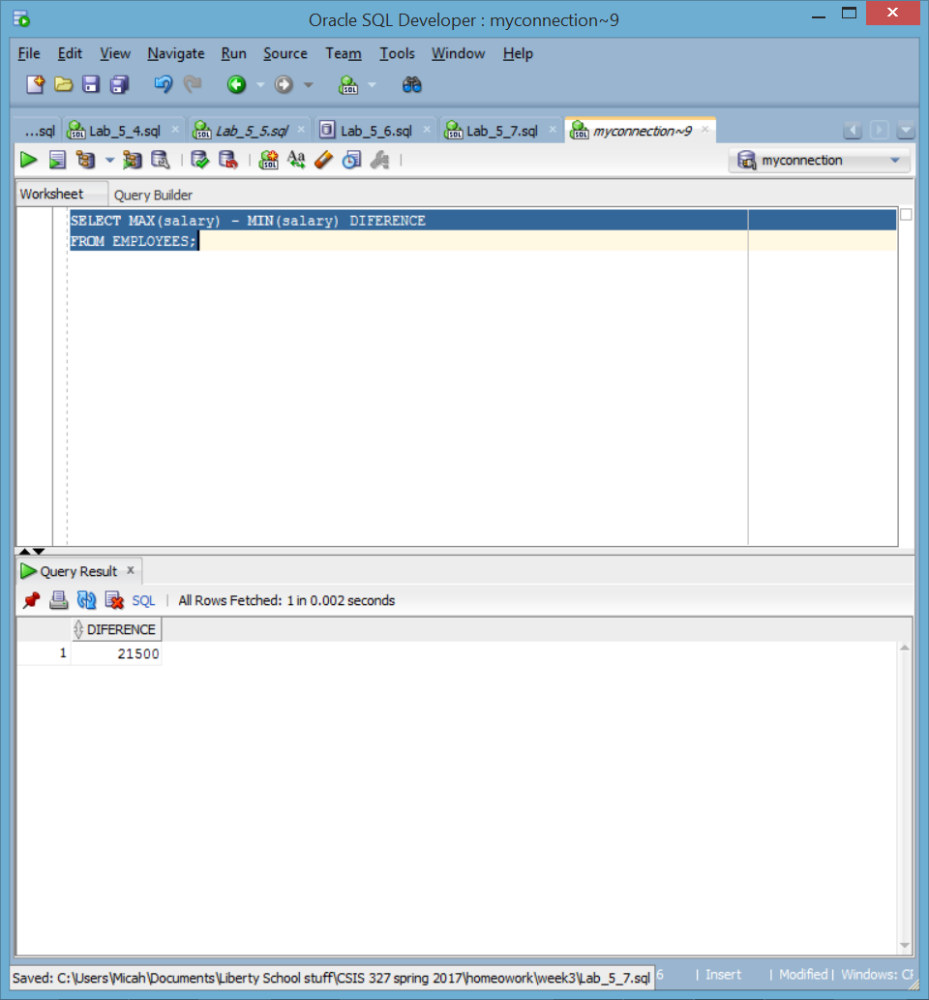 Oracle SQL Developer : myconnection~9
File Edit View Navigate Run Source Team Tools Window Help
...sql Lab_5_4.sql Lab_5_5.sql Lab_5_6.sql Lab_5_7.sql myconnection~9
myconnection
Worksheet Query Builder
SELECT MAX(salary) - MIN(salary) DIFERENCE
FROM EMPLOYEES;
Query Result x
SQL | All Rows Fetched: 1 in 0.002 seconds
DIFERENCE
1 21500
Saved: C:\Users\Micah\Documents\Liberty School stuff\CSIS 327 spring 2017\homeowork\week3\Lab_5_7.sql 6 | Insert | Modified | Windows: